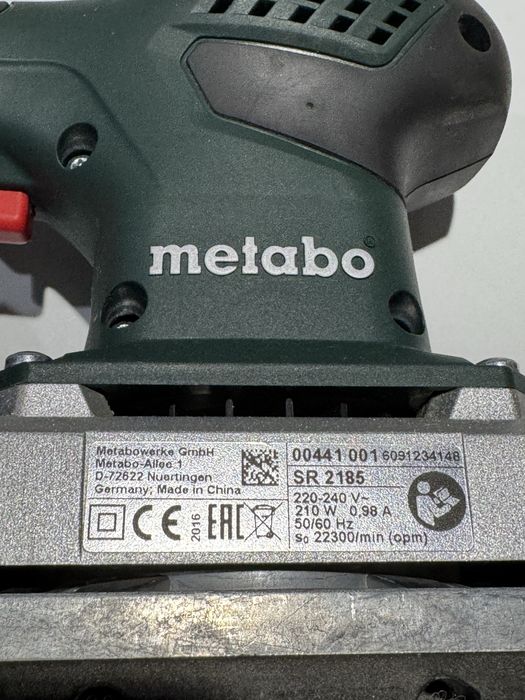 metabo
Metabowerke GmbH
Metabo-Allee 1
D-72622 Nuertingen
Germany; Made in China
CE
2016
EAC
00441 001 6091234148
SR 2185
220-240 V~
210 W 0,98 A
50/60 Hz
s₀ 22300/min (opm)